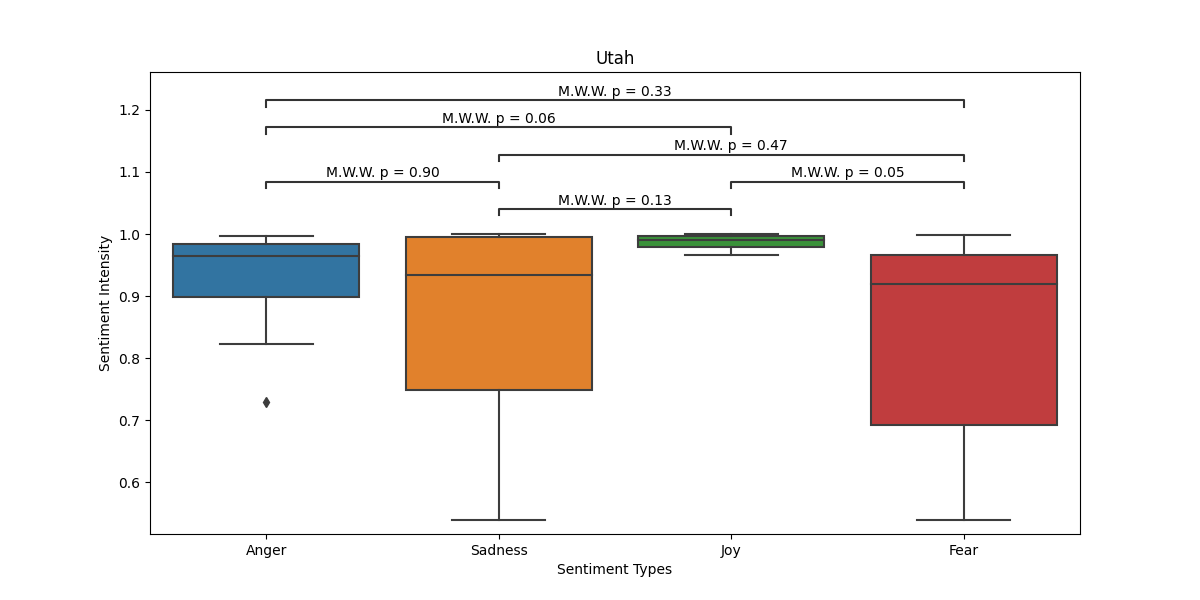 Utah
M.W.W. p = 0.33
M.W.W. p = 0.06
M.W.W. p = 0.47
M.W.W. p = 0.90
M.W.W. p = 0.05
M.W.W. p = 0.13
1.2
1.1
1.0
0.9
0.8
0.7
0.6
Sentiment Intensity
Anger Sadness Joy Fear
Sentiment Types